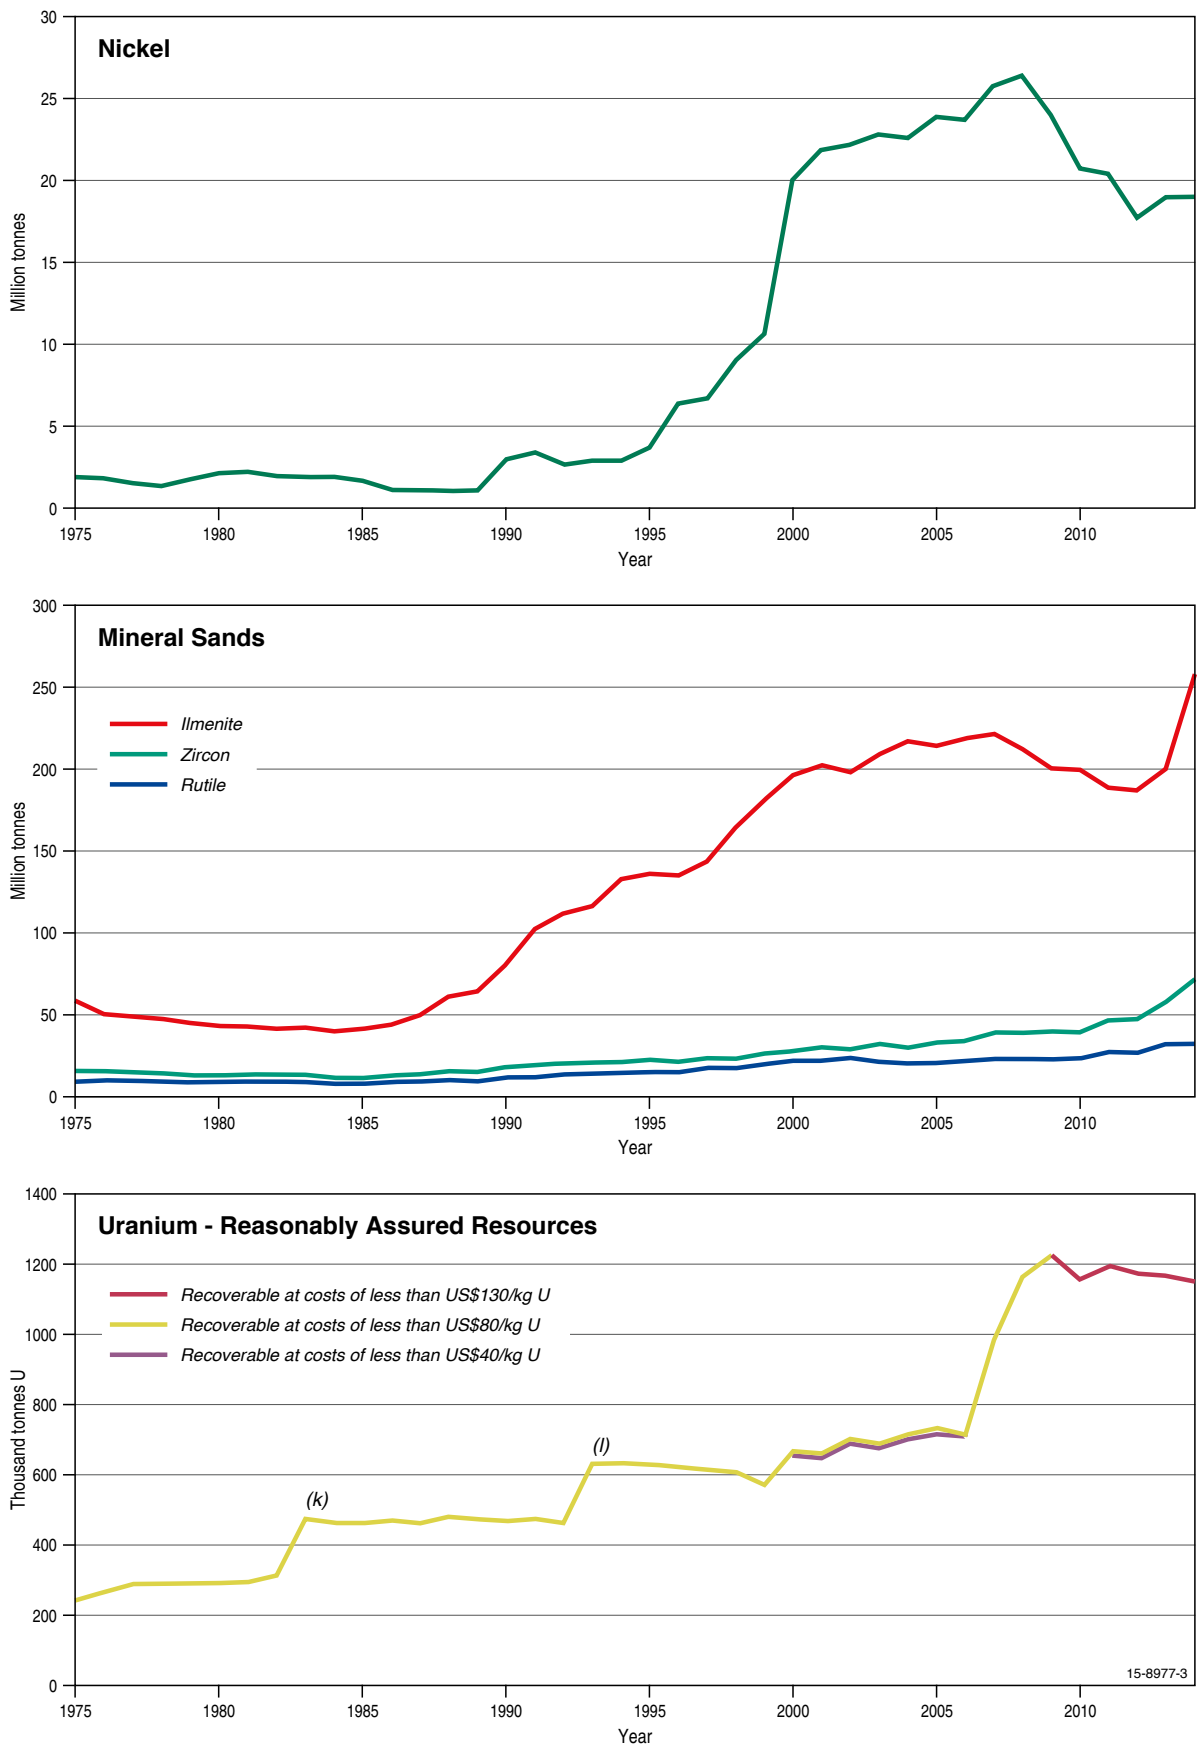 Nickel
30
25
20
15
10
5
0
Million tonnes
1975 1980 1985 1990 1995 2000 2005 2010
Year
Mineral Sands
Ilmenite
Zircon
Rutile
300
250
200
150
100
50
0
Million tonnes
1975 1980 1985 1990 1995 2000 2005 2010
Year
Uranium - Reasonably Assured Resources
Recoverable at costs of less than US$130/kg U
Recoverable at costs of less than US$80/kg U
Recoverable at costs of less than US$40/kg U
1400
1200
1000
800
600
400
200
0
Thousand tonnes U
(k)
(l)
15-8977-3
1975 1980 1985 1990 1995 2000 2005 2010
Year